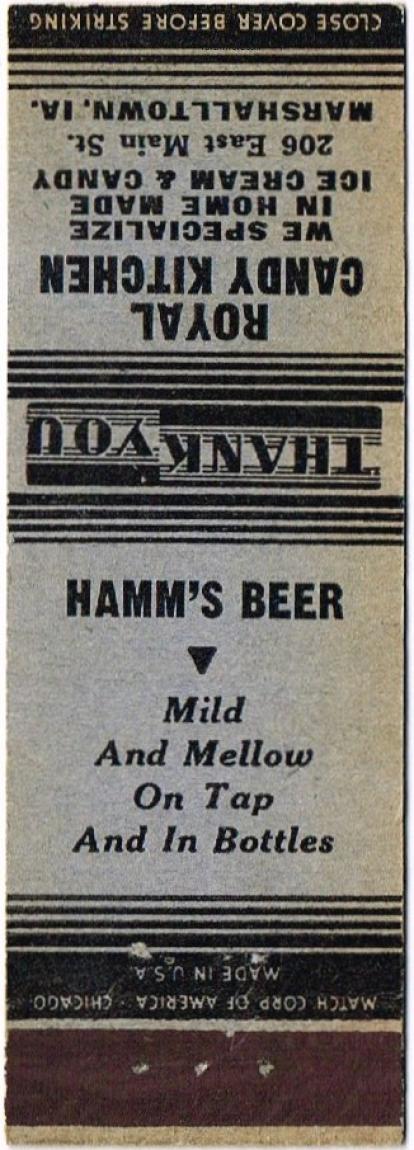 CLOSE COVER BEFORE STRIKING
ROYAL
CANDY KITCHEN
WE SPECIALIZE
IN HOME MADE
ICE CREAM & CANDY
206 East Main St.
MARSHALLTOWN, IA.
THANK YOU
HAMM'S BEER
Mild
And Mellow
On Tap
And In Bottles
MATCH CORP OF AMERICA · CHICAGO
MADE IN U.S.A.